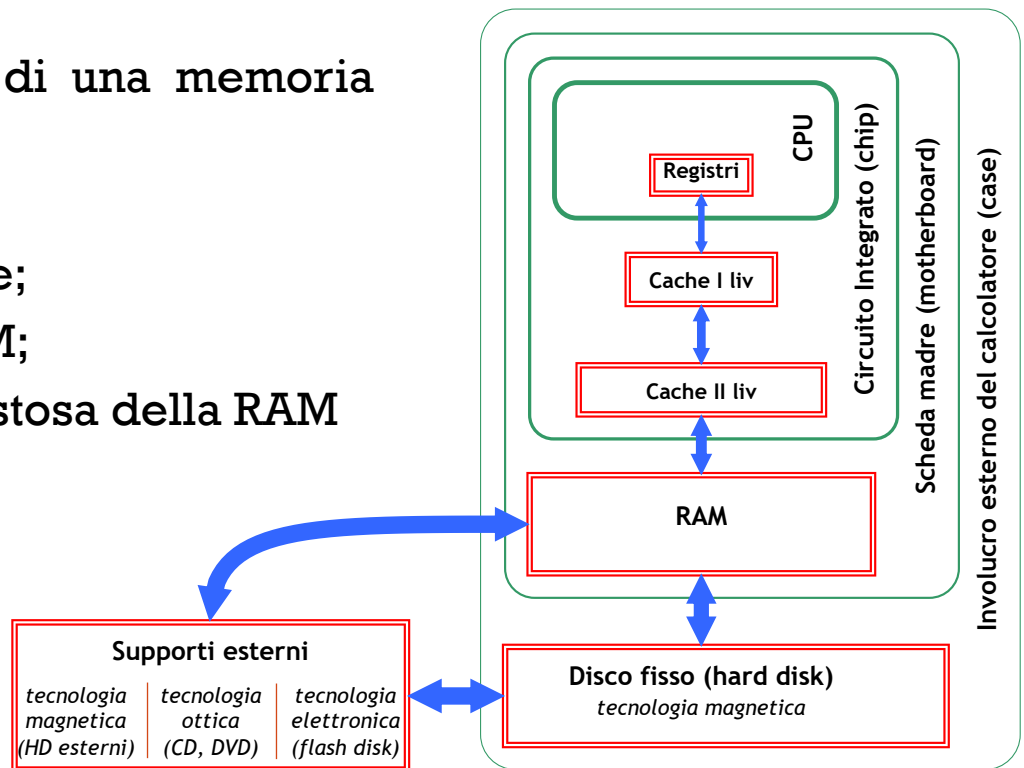 di una memoria
e;
M;
stosa della RAM
CPU
Circuito Integrato (chip)
Scheda madre (motherboard)
Involucro esterno del calcolatore (case)
Registri
Cache I liv
Cache II liv
RAM
Supporti esterni
tecnologia magnetica (HD esterni)
tecnologia ottica (CD, DVD)
tecnologia elettronica (flash disk)
Disco fisso (hard disk)
tecnologia magnetica